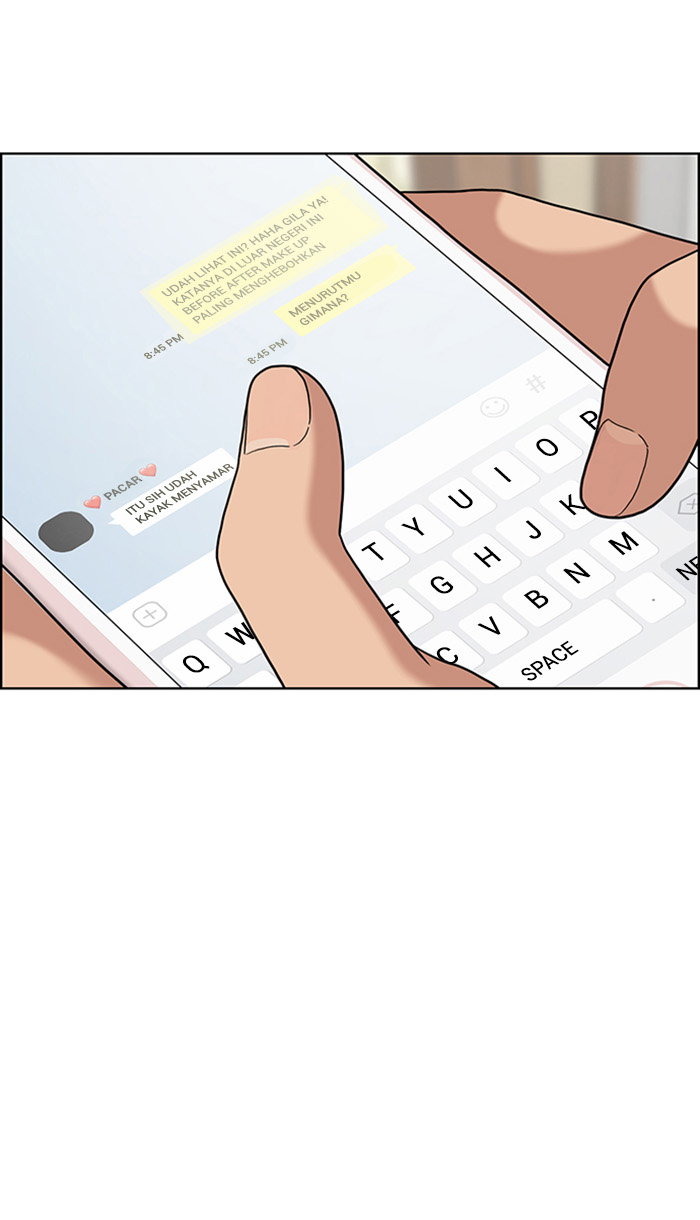 UDAH LIHAT INI? HAHA GILA YA!
KATANYA DI LUAR NEGERI INI
BEFORE AFTER MAKE UP
PALING MENGHEBOHKAN
8:45 PM
MENURUTMU
GIMANA?
8:45 PM
❤ PACAR ❤
ITU SIH UDAH
KAYAK MENYAMAR
#
Q W T Y U I O P
F G H J K
C V B N M
SPACE . NE